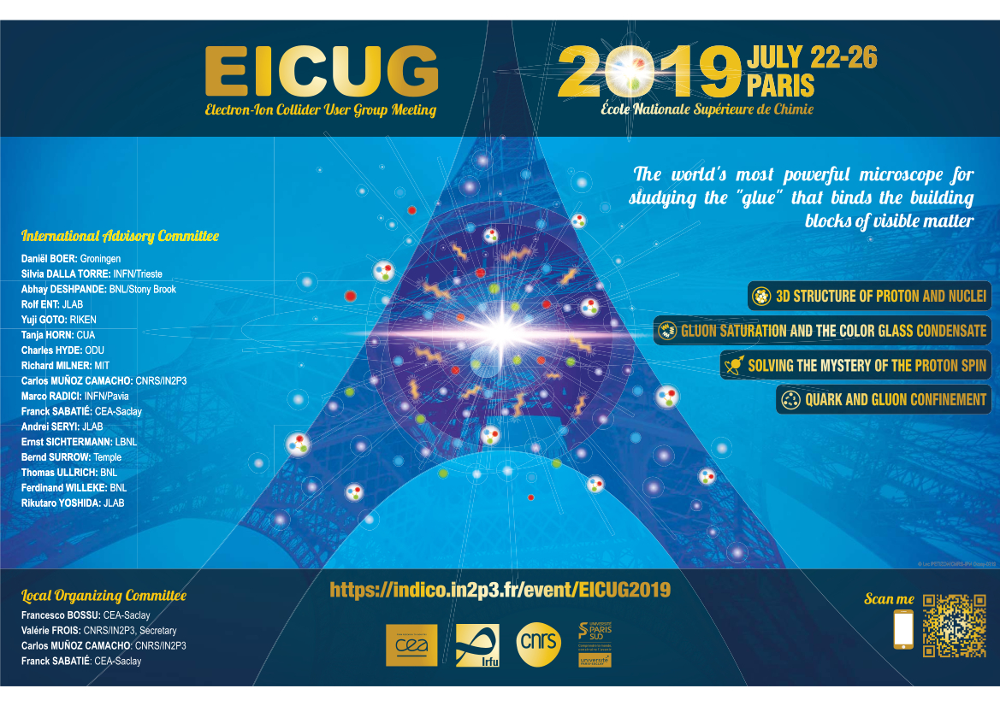 EICUG
Electron-Ion Collider User Group Meeting
2019 JULY 22-26
PARIS
École Nationale Supérieure de Chimie
The world's most powerful microscope for
studying the "glue" that binds the building
blocks of visible matter
International Advisory Committee
Daniël BOER: Groningen
Silvia DALLA TORRE: INFN/Trieste
Abhay DESHPANDE: BNL/Stony Brook
Rolf ENT: JLAB
Yuji GOTO: RIKEN
Tanja HORN: CUA
Charles HYDE: ODU
Richard MILNER: MIT
Carlos MUÑOZ CAMACHO: CNRS/IN2P3
Marco RADICI: INFN/Pavia
Franck SABATIÉ: CEA-Saclay
Andrei SERYI: JLAB
Ernst SICHTERMANN: LBNL
Bernd SURROW: Temple
Thomas ULLRICH: BNL
Ferdinand WILLEKE: BNL
Rikutaro YOSHIDA: JLAB
3D STRUCTURE OF PROTON AND NUCLEI
GLUON SATURATION AND THE COLOR GLASS CONDENSATE
SOLVING THE MYSTERY OF THE PROTON SPIN
QUARK AND GLUON CONFINEMENT
Local Organizing Committee
Francesco BOSSU: CEA-Saclay
Valérie FROIS: CNRS/IN2P3, Secretary
Carlos MUÑOZ CAMACHO: CNRS/IN2P3
Franck SABATIÉ: CEA-Saclay
https://indico.in2p3.fr/event/EICUG2019
cea
Irfu
cnrs
UNIVERSITÉ
PARIS
SUD
université
PARIS-SACLAY
Scan me